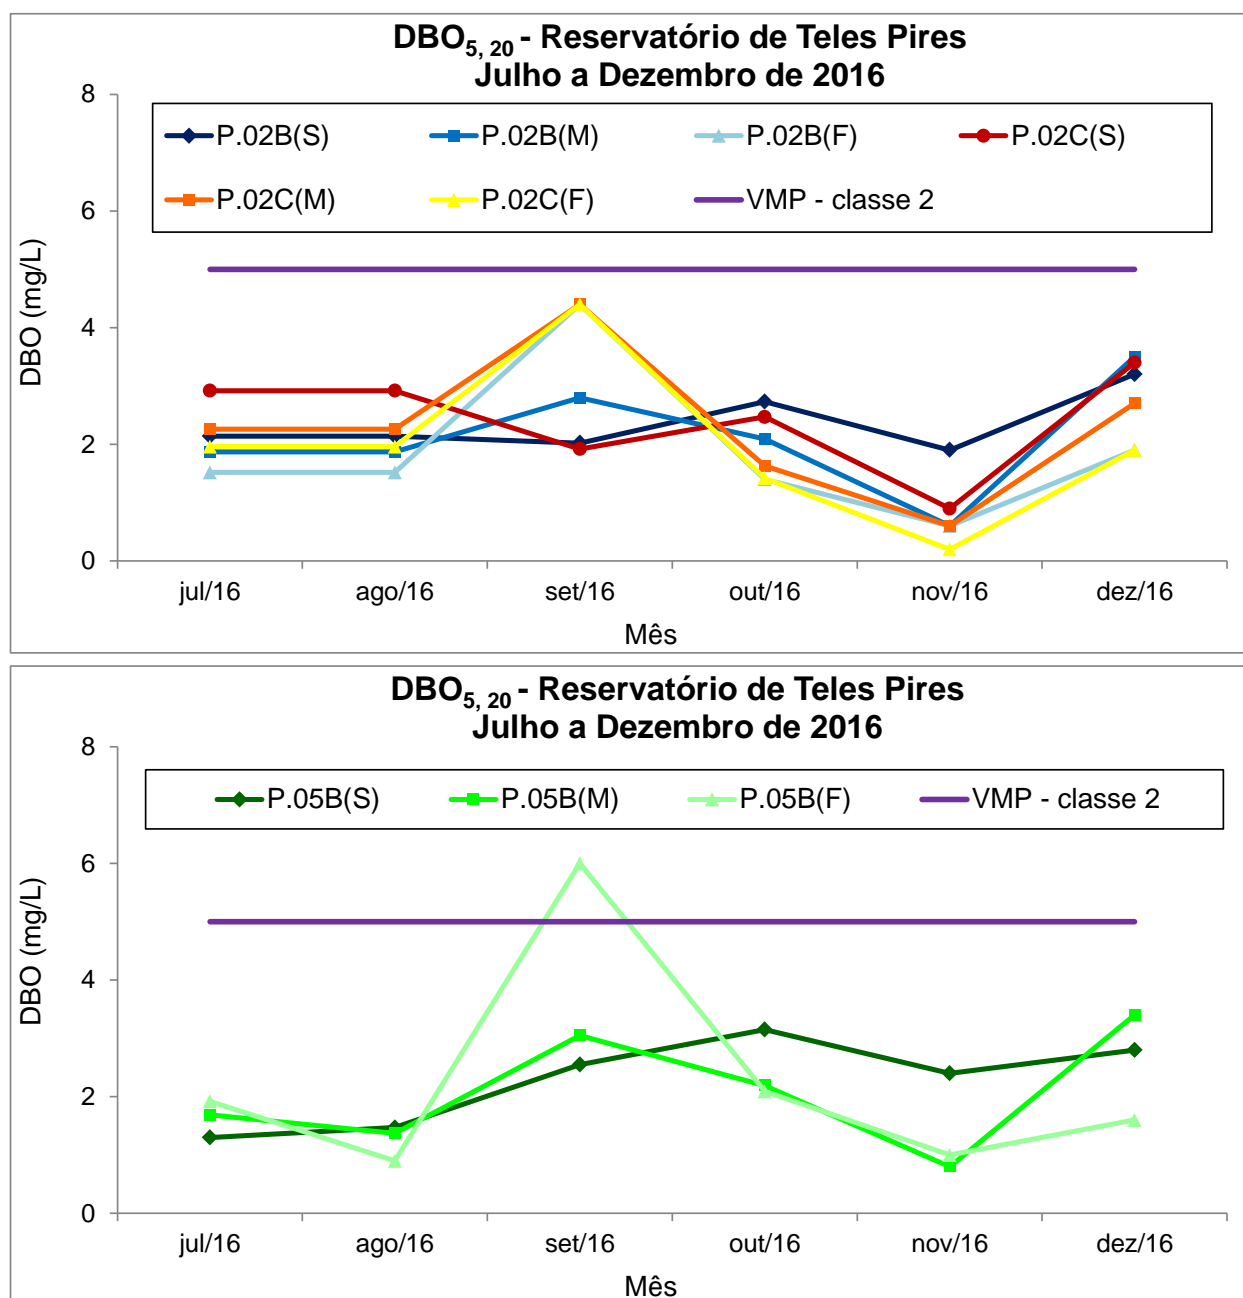 DBO5, 20 - Reservatório de Teles Pires
Julho a Dezembro de 2016
8
P.02B(S) P.02B(M) P.02B(F) P.02C(S)
P.02C(M) P.02C(F) VMP - classe 2
6
4
2
0
DBO (mg/L)
jul/16 ago/16 set/16 out/16 nov/16 dez/16
Mês
DBO5, 20 - Reservatório de Teles Pires
Julho a Dezembro de 2016
8
P.05B(S) P.05B(M) P.05B(F) VMP - classe 2
6
4
2
0
DBO (mg/L)
jul/16 ago/16 set/16 out/16 nov/16 dez/16
Mês